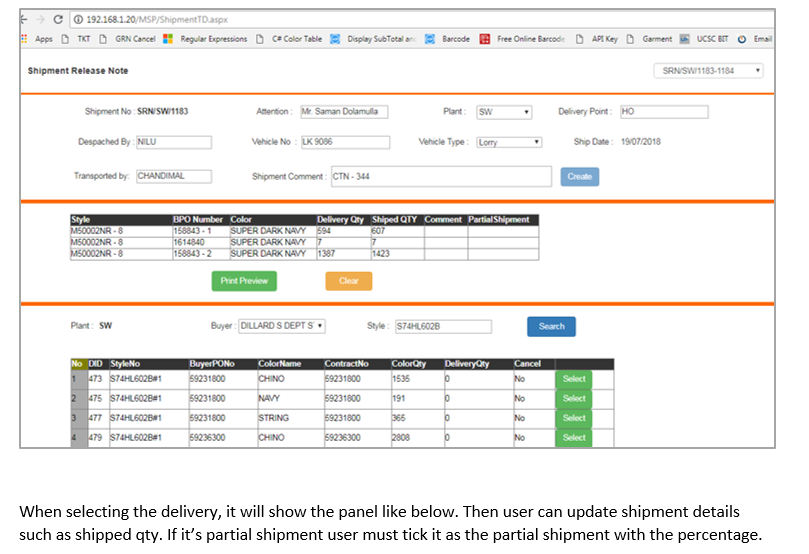 192.168.1.20/MSP/ShipmentTD.aspx
Apps TKT GRN Cancel Regular Expressions C# Color Table Display SubTotal an Barcode Free Online Barcode API Key Garment UCSC BIT Email
Shipment Release Note SRN/SW/1183-1184
Shipment No : SRN/SW/1183 Attention : Mr. Saman Dolamulla Plant : SW Delivery Point : HO
Despached By : NILU Vehicle No : LK 9086 Vehicle Type : Lorry Ship Date : 19/07/2018
Transported by: CHANDIMAL Shipment Comment : CTN - 344 Create
Style BPO Number Color Delivery Qty Shiped QTY Comment PartialShipment
M50002NR - 8 158843 - 1 SUPER DARK NAVY 594 607
M50002NR - 8 1614840 SUPER DARK NAVY 7 7
M50002NR - 8 158843 - 2 SUPER DARK NAVY 1387 1423
Print Preview Clear
Plant : SW Buyer : DILLARD S DEPT S Style : S74HL602B Search
No DID StyleNo BuyerPONo ColorName ContractNo ColorQty DeliveryQty Cancel
1 473 S74HL602B#1 59231800 CHINO 59231800 1535 0 No Select
2 475 S74HL602B#1 59231800 NAVY 59231800 191 0 No Select
3 477 S74HL602B#1 59231800 STRING 59231800 365 0 No Select
4 479 S74HL602B#1 59236300 CHINO 59236300 2808 0 No Select
When selecting the delivery, it will show the panel like below. Then user can update shipment details
such as shipped qty. If it’s partial shipment user must tick it as the partial shipment with the percentage.